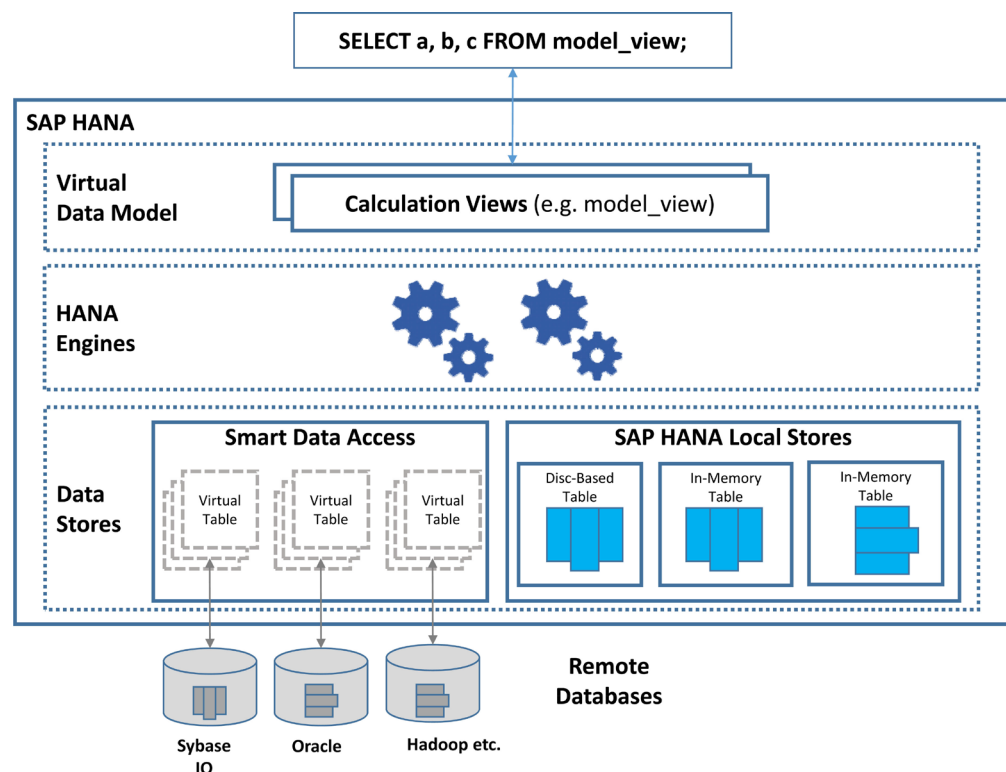 SELECT a, b, c FROM model_view;
SAP HANA
Virtual
Data Model
Calculation Views (e.g. model_view)
HANA
Engines
Data
Stores
Smart Data Access
Virtual
Table
Virtual
Table
Virtual
Table
SAP HANA Local Stores
Disc-Based
Table
In-Memory
Table
In-Memory
Table
Remote
Databases
Sybase
IQ
Oracle
Hadoop etc.